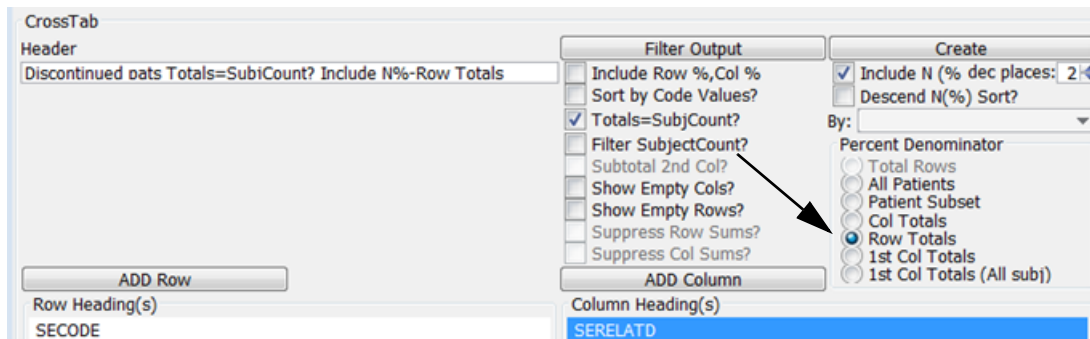 CrossTab
Header
Discontinued pats Totals=SubjCount? Include N%-Row Totals
Filter Output
Create
Include Row %,Col %
Include N (% dec places: 2
Sort by Code Values?
Descend N(%) Sort?
Totals=SubjCount?
By:
Filter SubjectCount?
Percent Denominator
Subtotal 2nd Col?
Total Rows
Show Empty Cols?
All Patients
Show Empty Rows?
Patient Subset
Suppress Row Sums?
Col Totals
Suppress Col Sums?
Row Totals
1st Col Totals
1st Col Totals (All subj)
ADD Row
ADD Column
Row Heading(s)
Column Heading(s)
SECODE
SERELATD